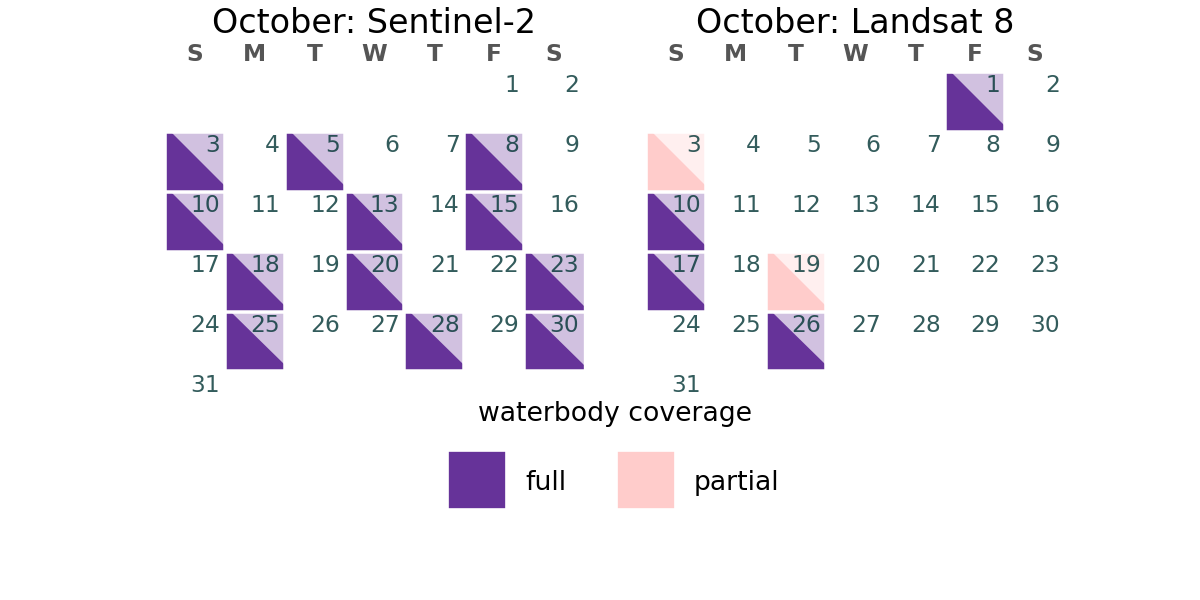 October: Sentinel-2
S M T W T F S
1 2
3 4 5 6 7 8 9
10 11 12 13 14 15 16
17 18 19 20 21 22 23
24 25 26 27 28 29 30
31
October: Landsat 8
S M T W T F S
1 2
3 4 5 6 7 8 9
10 11 12 13 14 15 16
17 18 19 20 21 22 23
24 25 26 27 28 29 30
31
waterbody coverage
full
partial